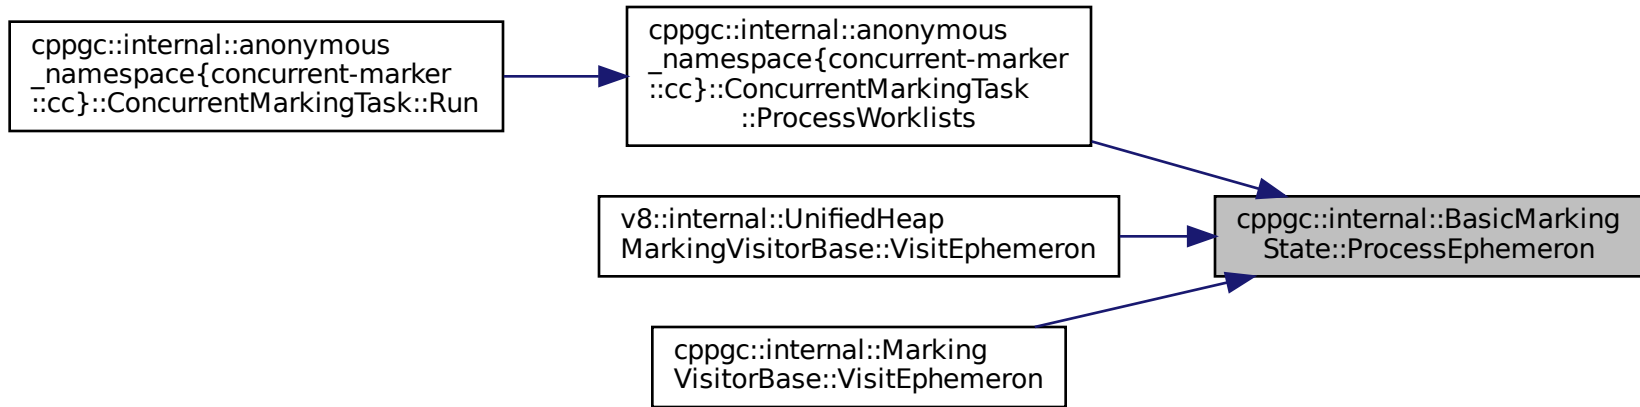 cppgc::internal::anonymous
_namespace{concurrent-marker
::cc}::ConcurrentMarkingTask::Run
cppgc::internal::anonymous
_namespace{concurrent-marker
::cc}::ConcurrentMarkingTask
::ProcessWorklists
v8::internal::UnifiedHeap
MarkingVisitorBase::VisitEphemeron
cppgc::internal::BasicMarking
State::ProcessEphemeron
cppgc::internal::Marking
VisitorBase::VisitEphemeron